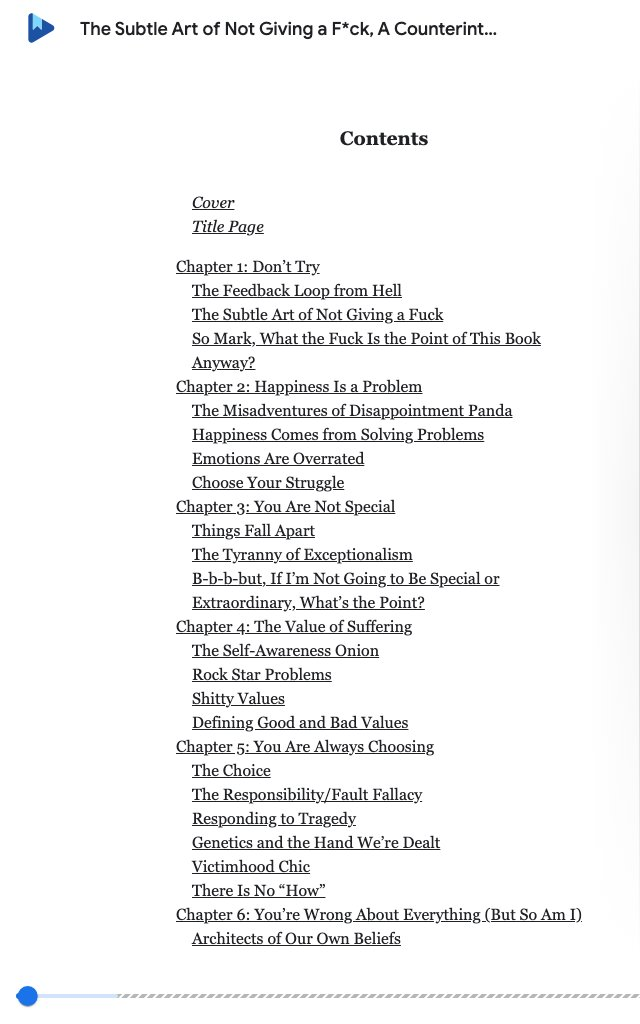 The Subtle Art of Not Giving a F*ck, A Counterint...
Contents
Cover
Title Page
Chapter 1: Don’t Try
The Feedback Loop from Hell
The Subtle Art of Not Giving a Fuck
So Mark, What the Fuck Is the Point of This Book
Anyway?
Chapter 2: Happiness Is a Problem
The Misadventures of Disappointment Panda
Happiness Comes from Solving Problems
Emotions Are Overrated
Choose Your Struggle
Chapter 3: You Are Not Special
Things Fall Apart
The Tyranny of Exceptionalism
B-b-b-but, If I’m Not Going to Be Special or
Extraordinary, What’s the Point?
Chapter 4: The Value of Suffering
The Self-Awareness Onion
Rock Star Problems
Shitty Values
Defining Good and Bad Values
Chapter 5: You Are Always Choosing
The Choice
The Responsibility/Fault Fallacy
Responding to Tragedy
Genetics and the Hand We’re Dealt
Victimhood Chic
There Is No “How”
Chapter 6: You’re Wrong About Everything (But So Am I)
Architects of Our Own Beliefs